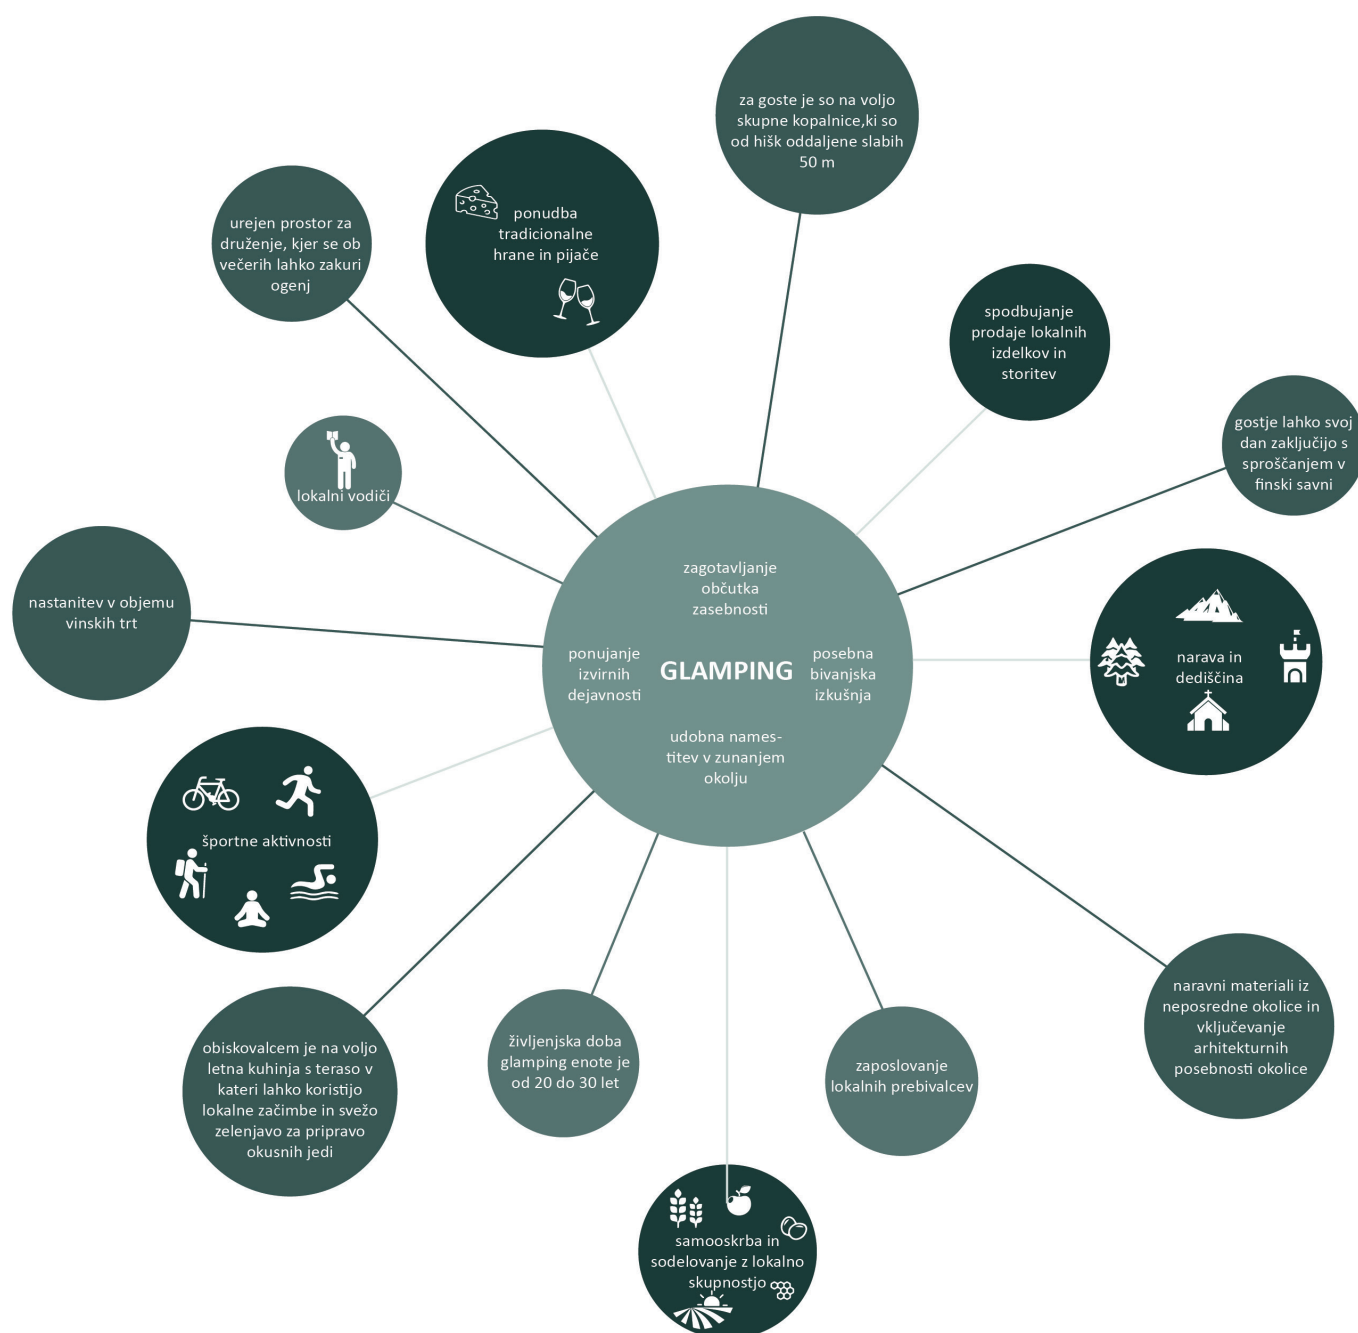 za goste je so na voljo
skupne kopalnice,ki so
od hišk oddaljene slabih
50 m
ponudba
tradicionalne
hrane in pijače
urejen prostor za
druženje, kjer se ob
večerih lahko zakuri
ogenj
spodbujanje
prodaje lokalnih
izdelkov in
storitev
gostje lahko svoj
dan zaključijo s
sproščanjem v
finski savni
lokalni vodiči
nastanitev v objemu
vinskih trt
zagotavljanje
občutka
zasebnosti
ponujanje
izvirnih
dejavnosti
GLAMPING
posebna
bivanjska
izkušnja
udobna names-
titev v zunanjem
okolju
narava in
dediščina
športne aktivnosti
naravni materiali iz
neposredne okolice in
vključevanje
arhitekturnih
posebnosti okolice
obiskovalcem je na voljo
letna kuhinja s teraso v
kateri lahko koristijo
lokalne začimbe in svežo
zelenjavo za pripravo
okusnih jedi
življenjska doba
glamping enote je
od 20 do 30 let
zaposlovanje
lokalnih prebivalcev
samooskrba in
sodelovanje z lokalno
skupnostjo